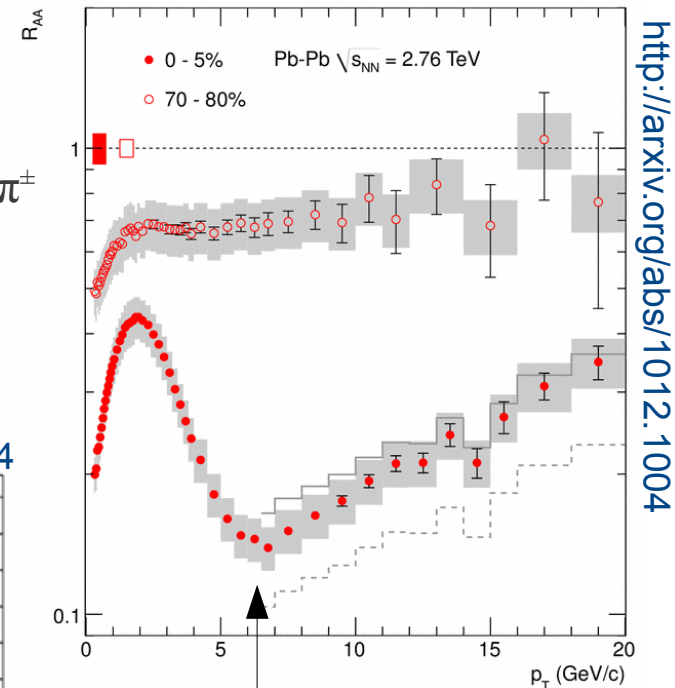 R_AA
0 - 5%
Pb-Pb √s_NN = 2.76 TeV
70 - 80%
1
π±
4
0.1
0
5
10
15
20
p_T (GeV/c)
http://arxiv.org/abs/1012.1004